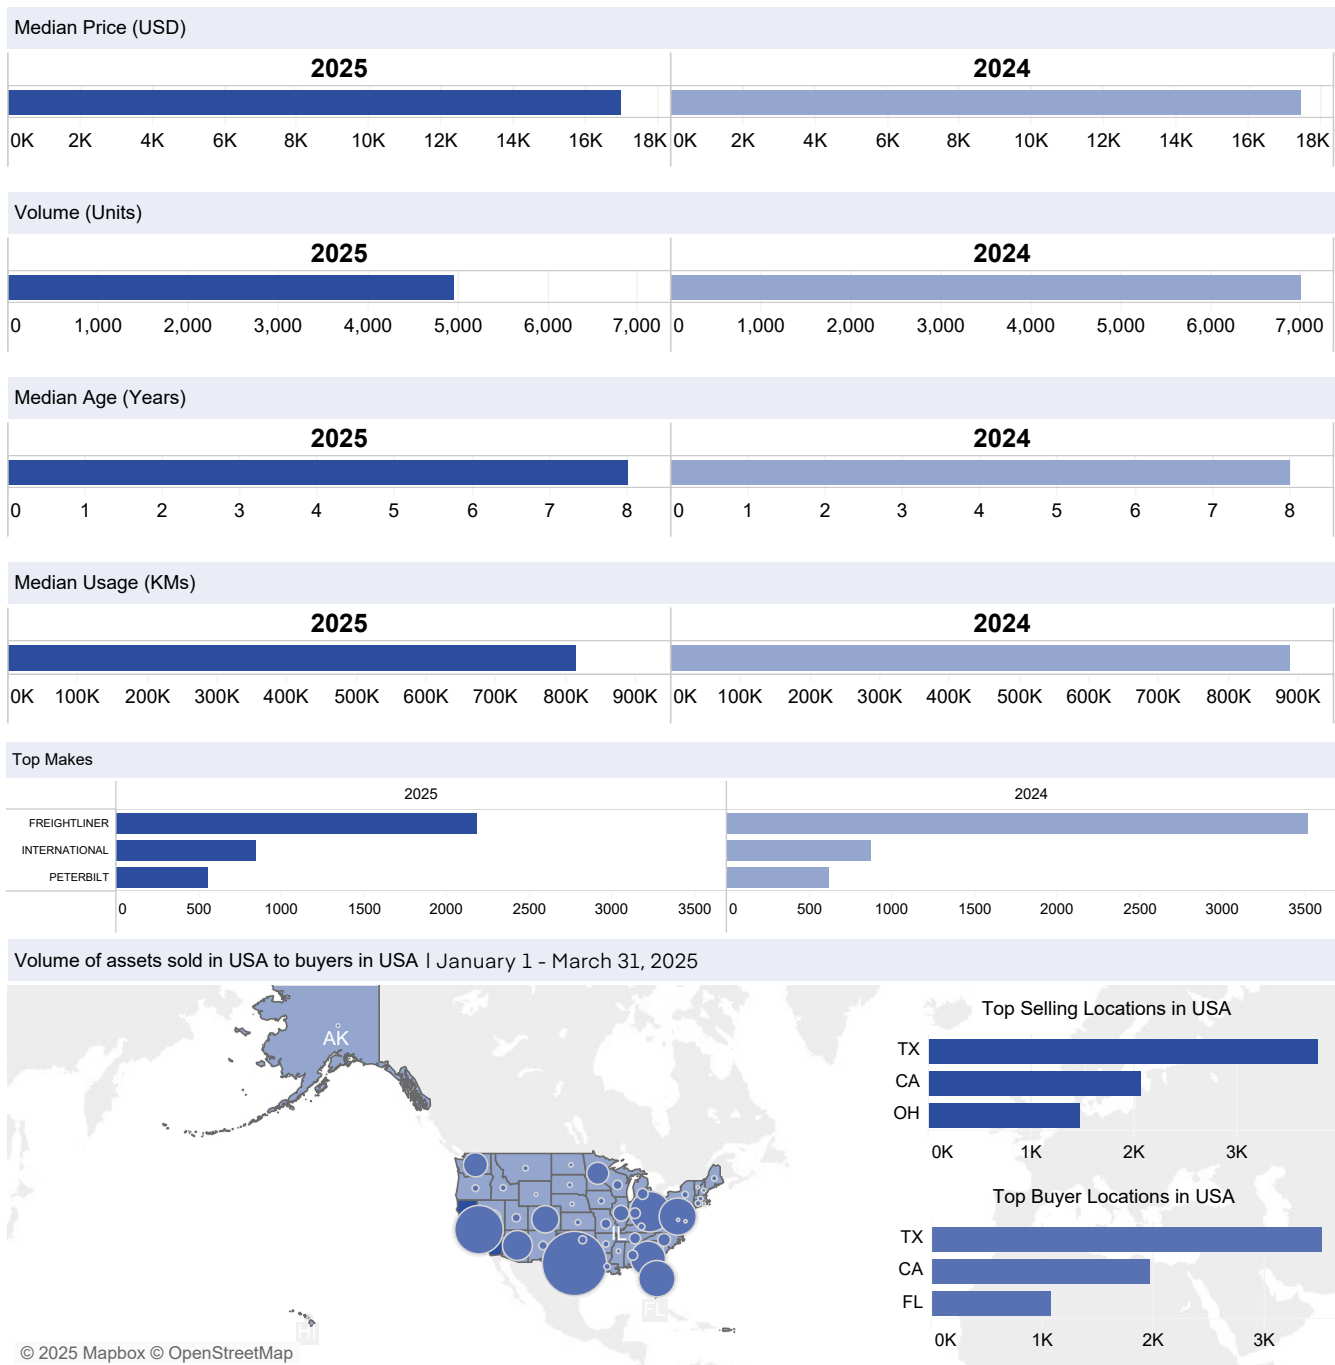 Median Price (USD)
2025 2024
0K 2K 4K 6K 8K 10K 12K 14K 16K 18K 0K 2K 4K 6K 8K 10K 12K 14K 16K 18K
Volume (Units)
2025 2024
0 1,000 2,000 3,000 4,000 5,000 6,000 7,000 0 1,000 2,000 3,000 4,000 5,000 6,000 7,000
Median Age (Years)
2025 2024
0 1 2 3 4 5 6 7 8 0 1 2 3 4 5 6 7 8
Median Usage (KMs)
2025 2024
0K 100K 200K 300K 400K 500K 600K 700K 800K 900K 0K 100K 200K 300K 400K 500K 600K 700K 800K 900K
Top Makes
2025 2024
FREIGHTLINER
INTERNATIONAL
PETERBILT
0 500 1000 1500 2000 2500 3000 3500 0 500 1000 1500 2000 2500 3000 3500
Volume of assets sold in USA to buyers in USA | January 1 - March 31, 2025
AK
IL
FL
HI
© 2025 Mapbox © OpenStreetMap
Top Selling Locations in USA
TX
CA
OH
0K 1K 2K 3K
Top Buyer Locations in USA
TX
CA
FL
0K 1K 2K 3K